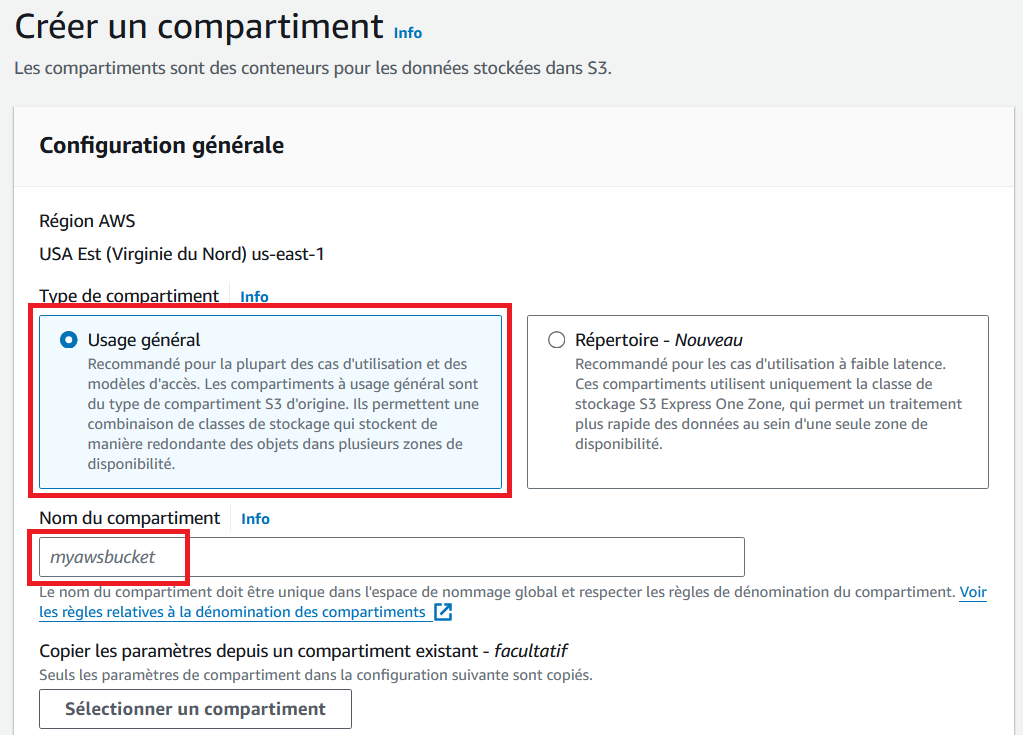 Créer un compartiment Info
Les compartiments sont des conteneurs pour les données stockées dans S3.
Configuration générale
Région AWS
USA Est (Virginie du Nord) us-east-1
Type de compartiment Info
Usage général
Recommandé pour la plupart des cas d'utilisation et des
modèles d'accès. Les compartiments à usage général sont
du type de compartiment S3 d'origine. Ils permettent une
combinaison de classes de stockage qui stockent de
manière redondante des objets dans plusieurs zones de
disponibilité.
Répertoire - Nouveau
Recommandé pour les cas d'utilisation à faible latence.
Ces compartiments utilisent uniquement la classe de
stockage S3 Express One Zone, qui permet un traitement
plus rapide des données au sein d'une seule zone de
disponibilité.
Nom du compartiment Info
myawsbucket
Le nom du compartiment doit être unique dans l'espace de nommage global et respecter les règles de dénomination du compartiment. Voir
les règles relatives à la dénomination des compartiments
Copier les paramètres depuis un compartiment existant - facultatif
Seuls les paramètres de compartiment dans la configuration suivante sont copiés.
Sélectionner un compartiment